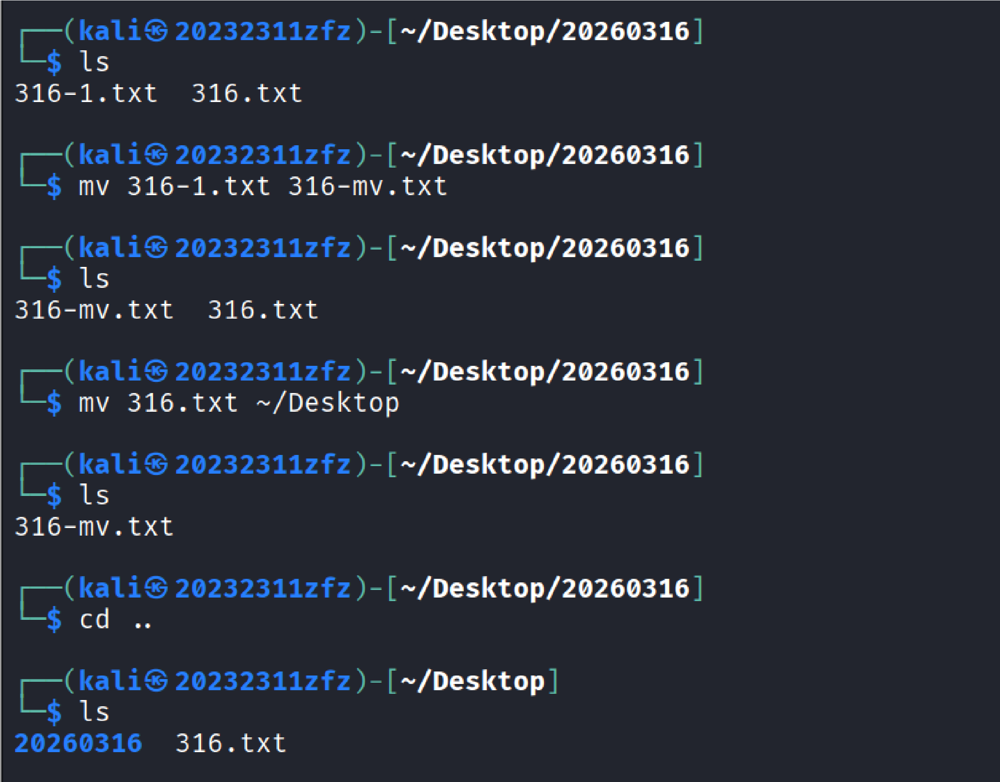 ┌──(kali㉿20232311zfz)-[~/Desktop/20260316]
└─$ ls
316-1.txt  316.txt
┌──(kali㉿20232311zfz)-[~/Desktop/20260316]
└─$ mv 316-1.txt 316-mv.txt
┌──(kali㉿20232311zfz)-[~/Desktop/20260316]
└─$ ls
316-mv.txt  316.txt
┌──(kali㉿20232311zfz)-[~/Desktop/20260316]
└─$ mv 316.txt ~/Desktop
┌──(kali㉿20232311zfz)-[~/Desktop/20260316]
└─$ ls
316-mv.txt
┌──(kali㉿20232311zfz)-[~/Desktop/20260316]
└─$ cd ..
┌──(kali㉿20232311zfz)-[~/Desktop]
└─$ ls
20260316  316.txt